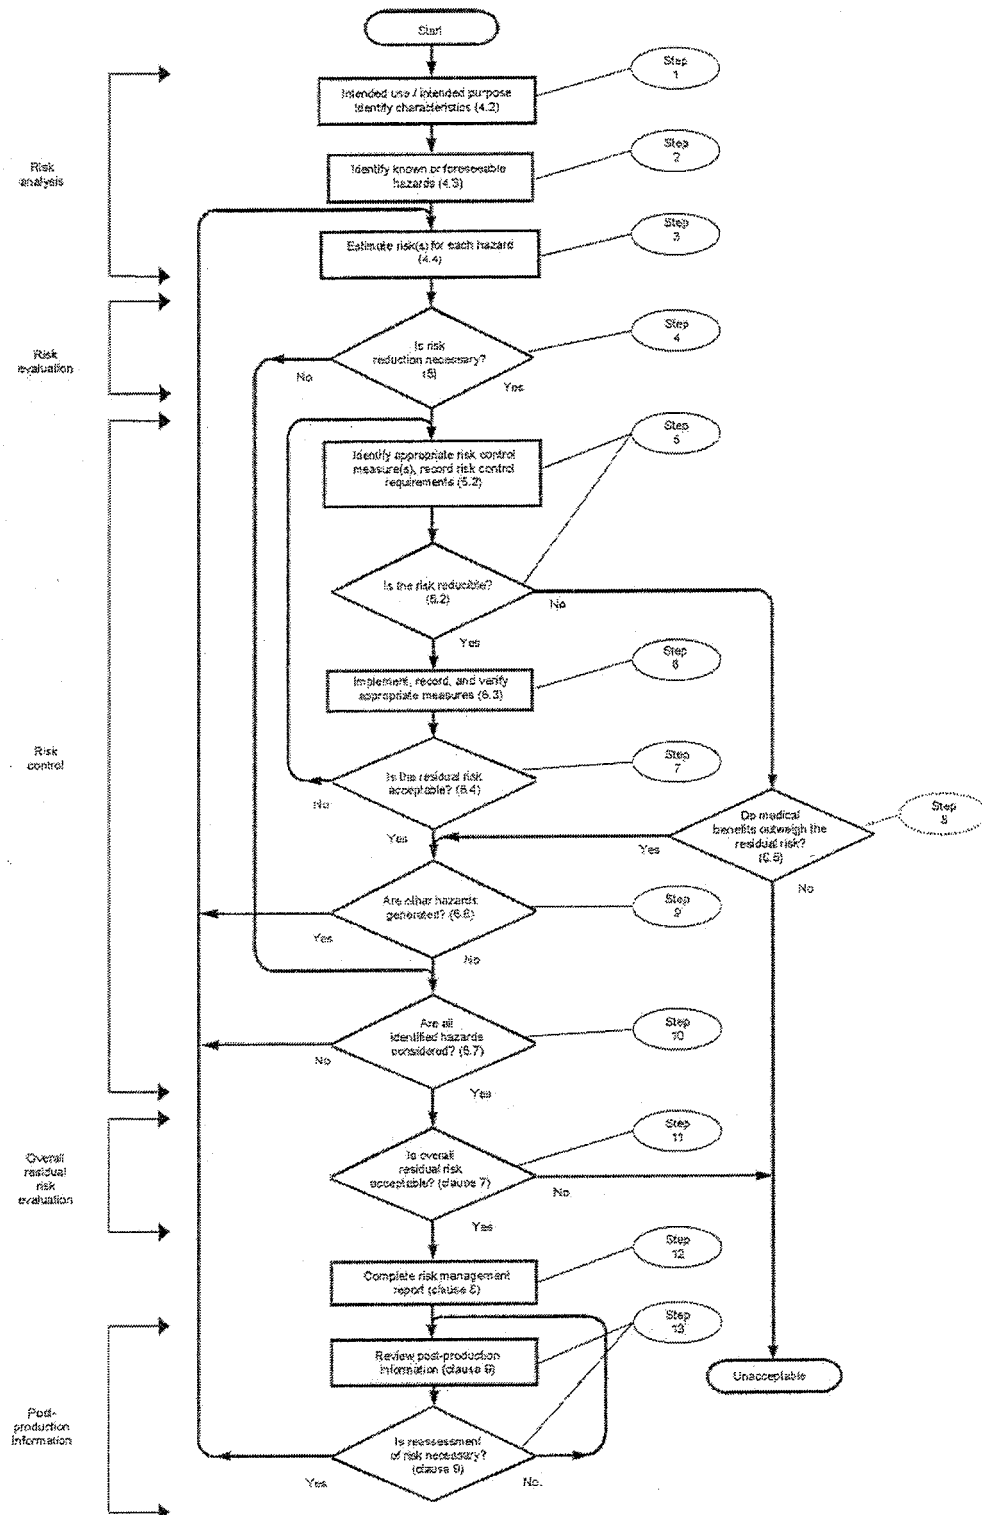 Start
Step
1
Intended use / intended purpose
Identify characteristics (4.2)
Step
2
Identify known or foreseeable
hazards (4.3)
Risk
analysis
Step
3
Estimate risk(s) for each hazard
(4.4)
Step
4
Is risk
reduction necessary?
(5)
No
Yes
Risk
evaluation
Step
5
Identify appropriate risk control
measure(s), record risk control
requirements (6.2)
Is the risk reducible?
(6.2)
No
Yes
Step
6
Implement, record, and verify
appropriate measures (6.3)
Risk
control
Step
7
Is the residual risk
acceptable? (6.4)
No
Yes
Step
8
Do medical
benefits outweigh the
residual risk?
(6.5)
Yes
No
Are other hazards
generated? (6.6)
Step
9
Yes
No
Are all
identified hazards
considered? (6.7)
Step
10
No
Yes
Step
11
Overall
residual
risk
evaluation
Is overall
residual risk
acceptable? (clause 7)
No
Yes
Step
12
Complete risk management
report (clause 8)
Step
13
Review post-production
information (clause 9)
Unacceptable
Post-
production
information
Is reassessment
of risk necessary?
(clause 9)
Yes
No.